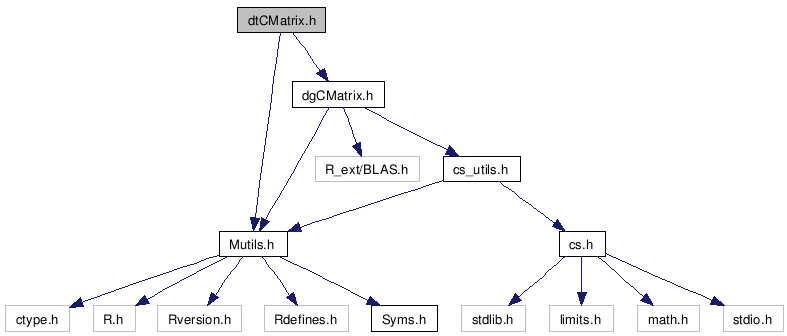 dtCMatrix.h
dgCMatrix.h
R_ext/BLAS.h
cs_utils.h
Mutils.h
cs.h
ctype.h
R.h
Rversion.h
Rdefines.h
Syms.h
stdlib.h
limits.h
math.h
stdio.h